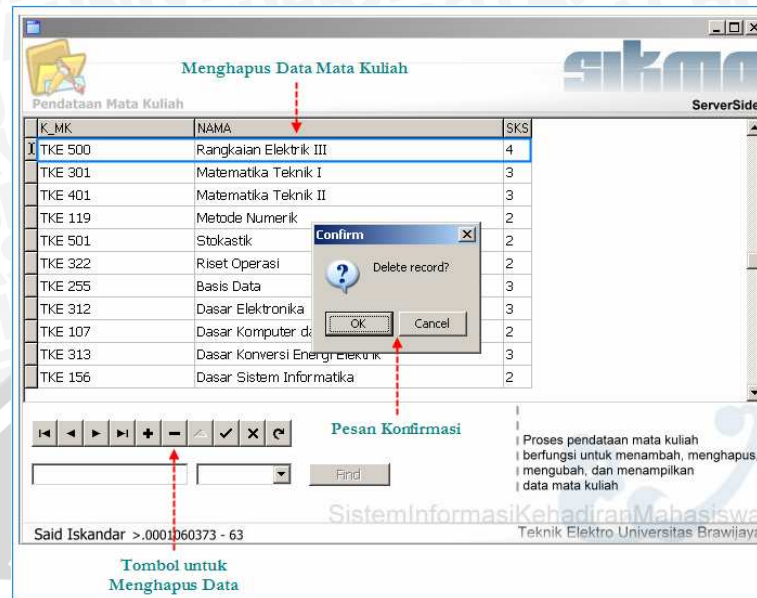 Menghapus Data Mata Kuliah
sikma
Pendataan Mata Kuliah
ServerSide
K_MK NAMA SKS
TKE 500 Rangkaian Elektrik III 4
TKE 301 Matematika Teknik I 3
TKE 401 Matematika Teknik II 3
TKE 119 Metode Numerik 2
TKE 501 Stokastik 2
TKE 322 Riset Operasi 2
TKE 255 Basis Data 3
TKE 312 Dasar Elektronika 3
TKE 107 Dasar Komputer 2
TKE 313 Dasar Konversi Energi Elektrik 3
TKE 156 Dasar Sistem Informatika 2
Confirm
Delete record?
OK Cancel
Pesan Konfirmasi
Find
Proses pendataan mata kuliah
berfungsi untuk menambah, menghapus,
mengubah, dan menampilkan
data mata kuliah
SistemInformasiKehadiranMahasiswa
Said Iskandar >.0001060373 - 63
Teknik Elektro Universitas Brawijaya
Tombol untuk
Menghapus Data